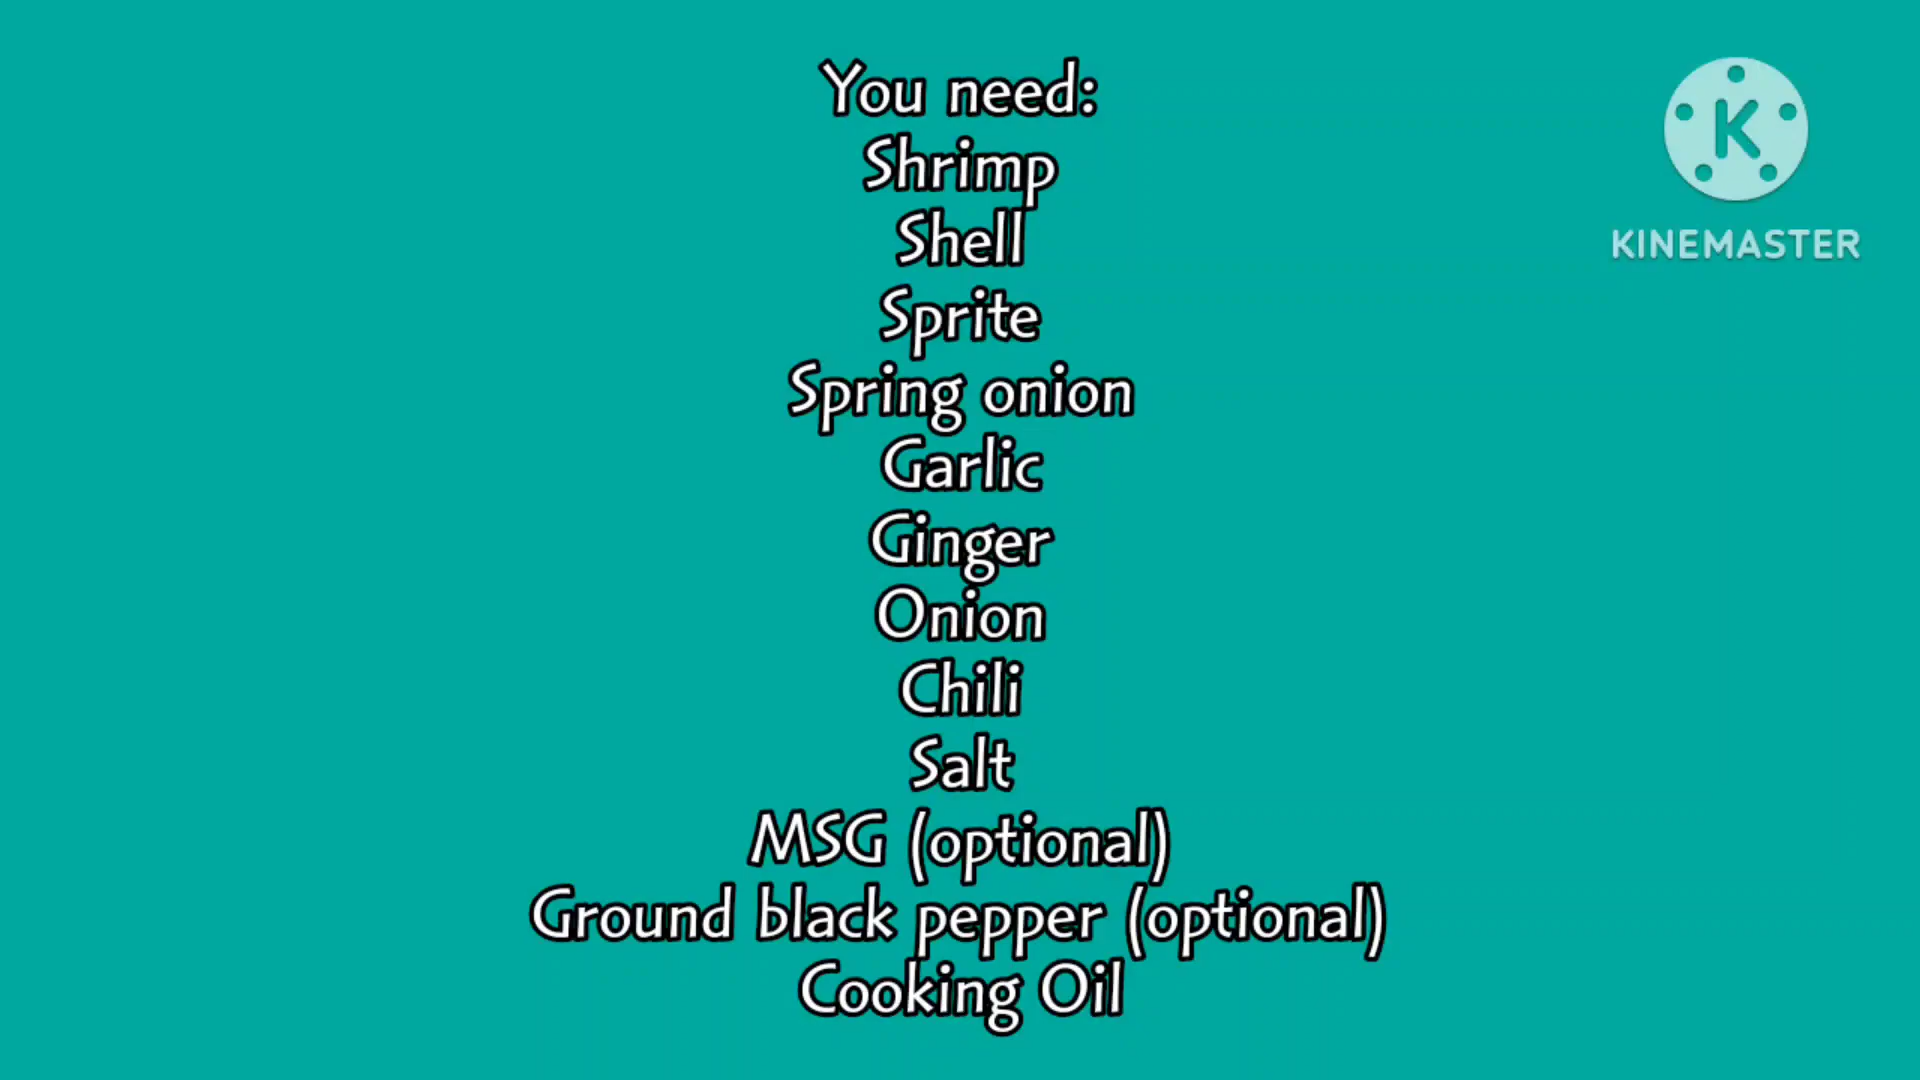 You need:
Shrimp
Shell
Sprite
Spring onion
Garlic
Ginger
Onion
Chili
Salt
MSG (optional)
Ground black pepper (optional)
Cooking Oil
K
KINEMASTER